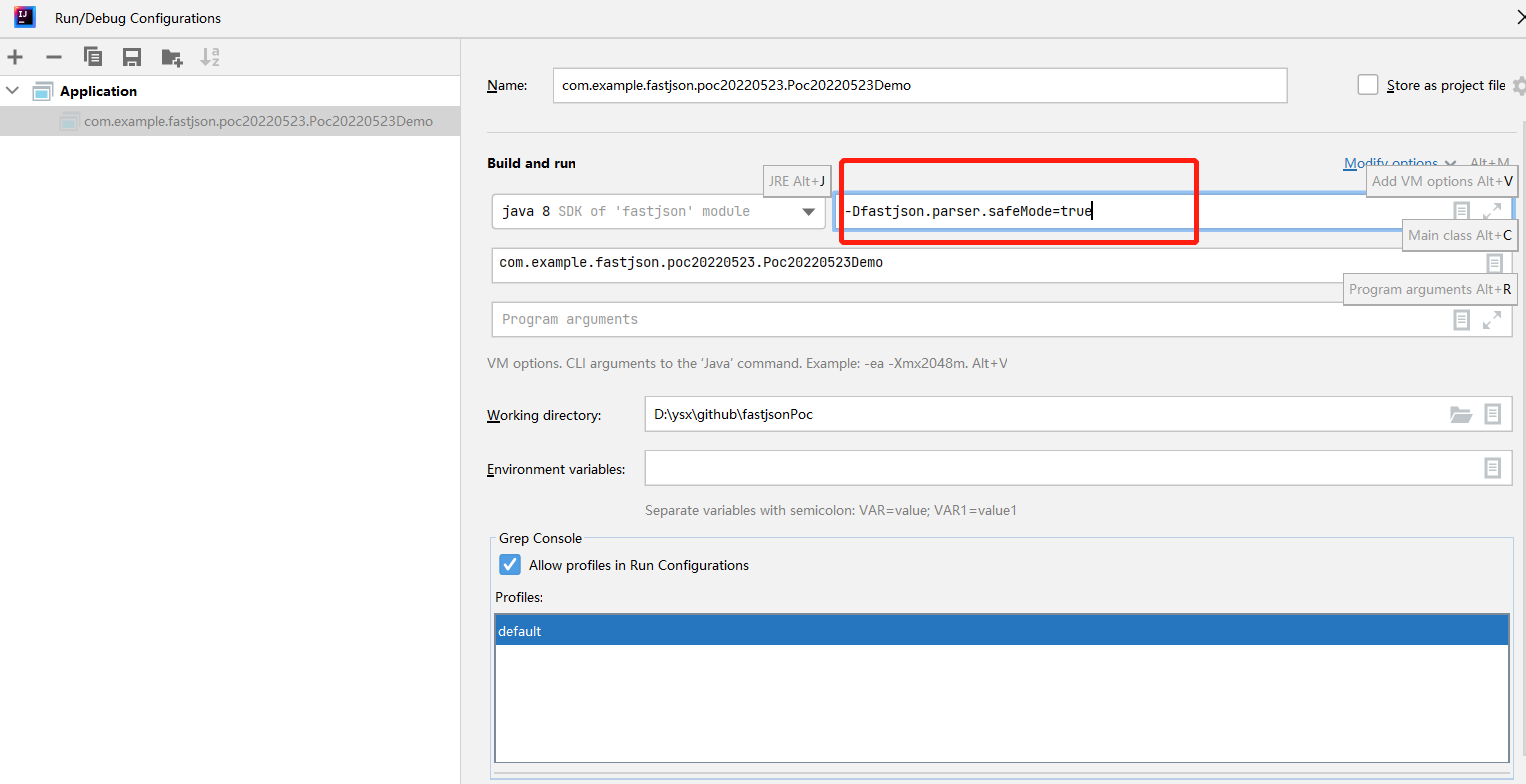 IJ
Run/Debug Configurations
Application
com.example.fastjson.poc20220523.Poc20220523Demo
Name:
com.example.fastjson.poc20220523.Poc20220523Demo
Store as project file
Build and run
Modify options
Alt+M
JRE Alt+J
Add VM options Alt+V
java 8 SDK of 'fastjson' module
-Dfastjson.parser.safeMode=true
Main class Alt+C
com.example.fastjson.poc20220523.Poc20220523Demo
Program arguments Alt+R
Program arguments
VM options. CLI arguments to the 'Java' command. Example: -ea -Xmx2048m. Alt+V
Working directory:
D:\ysx\github\fastjsonPoc
Environment variables:
Separate variables with semicolon: VAR=value; VAR1=value1
Grep Console
Allow profiles in Run Configurations
Profiles:
default